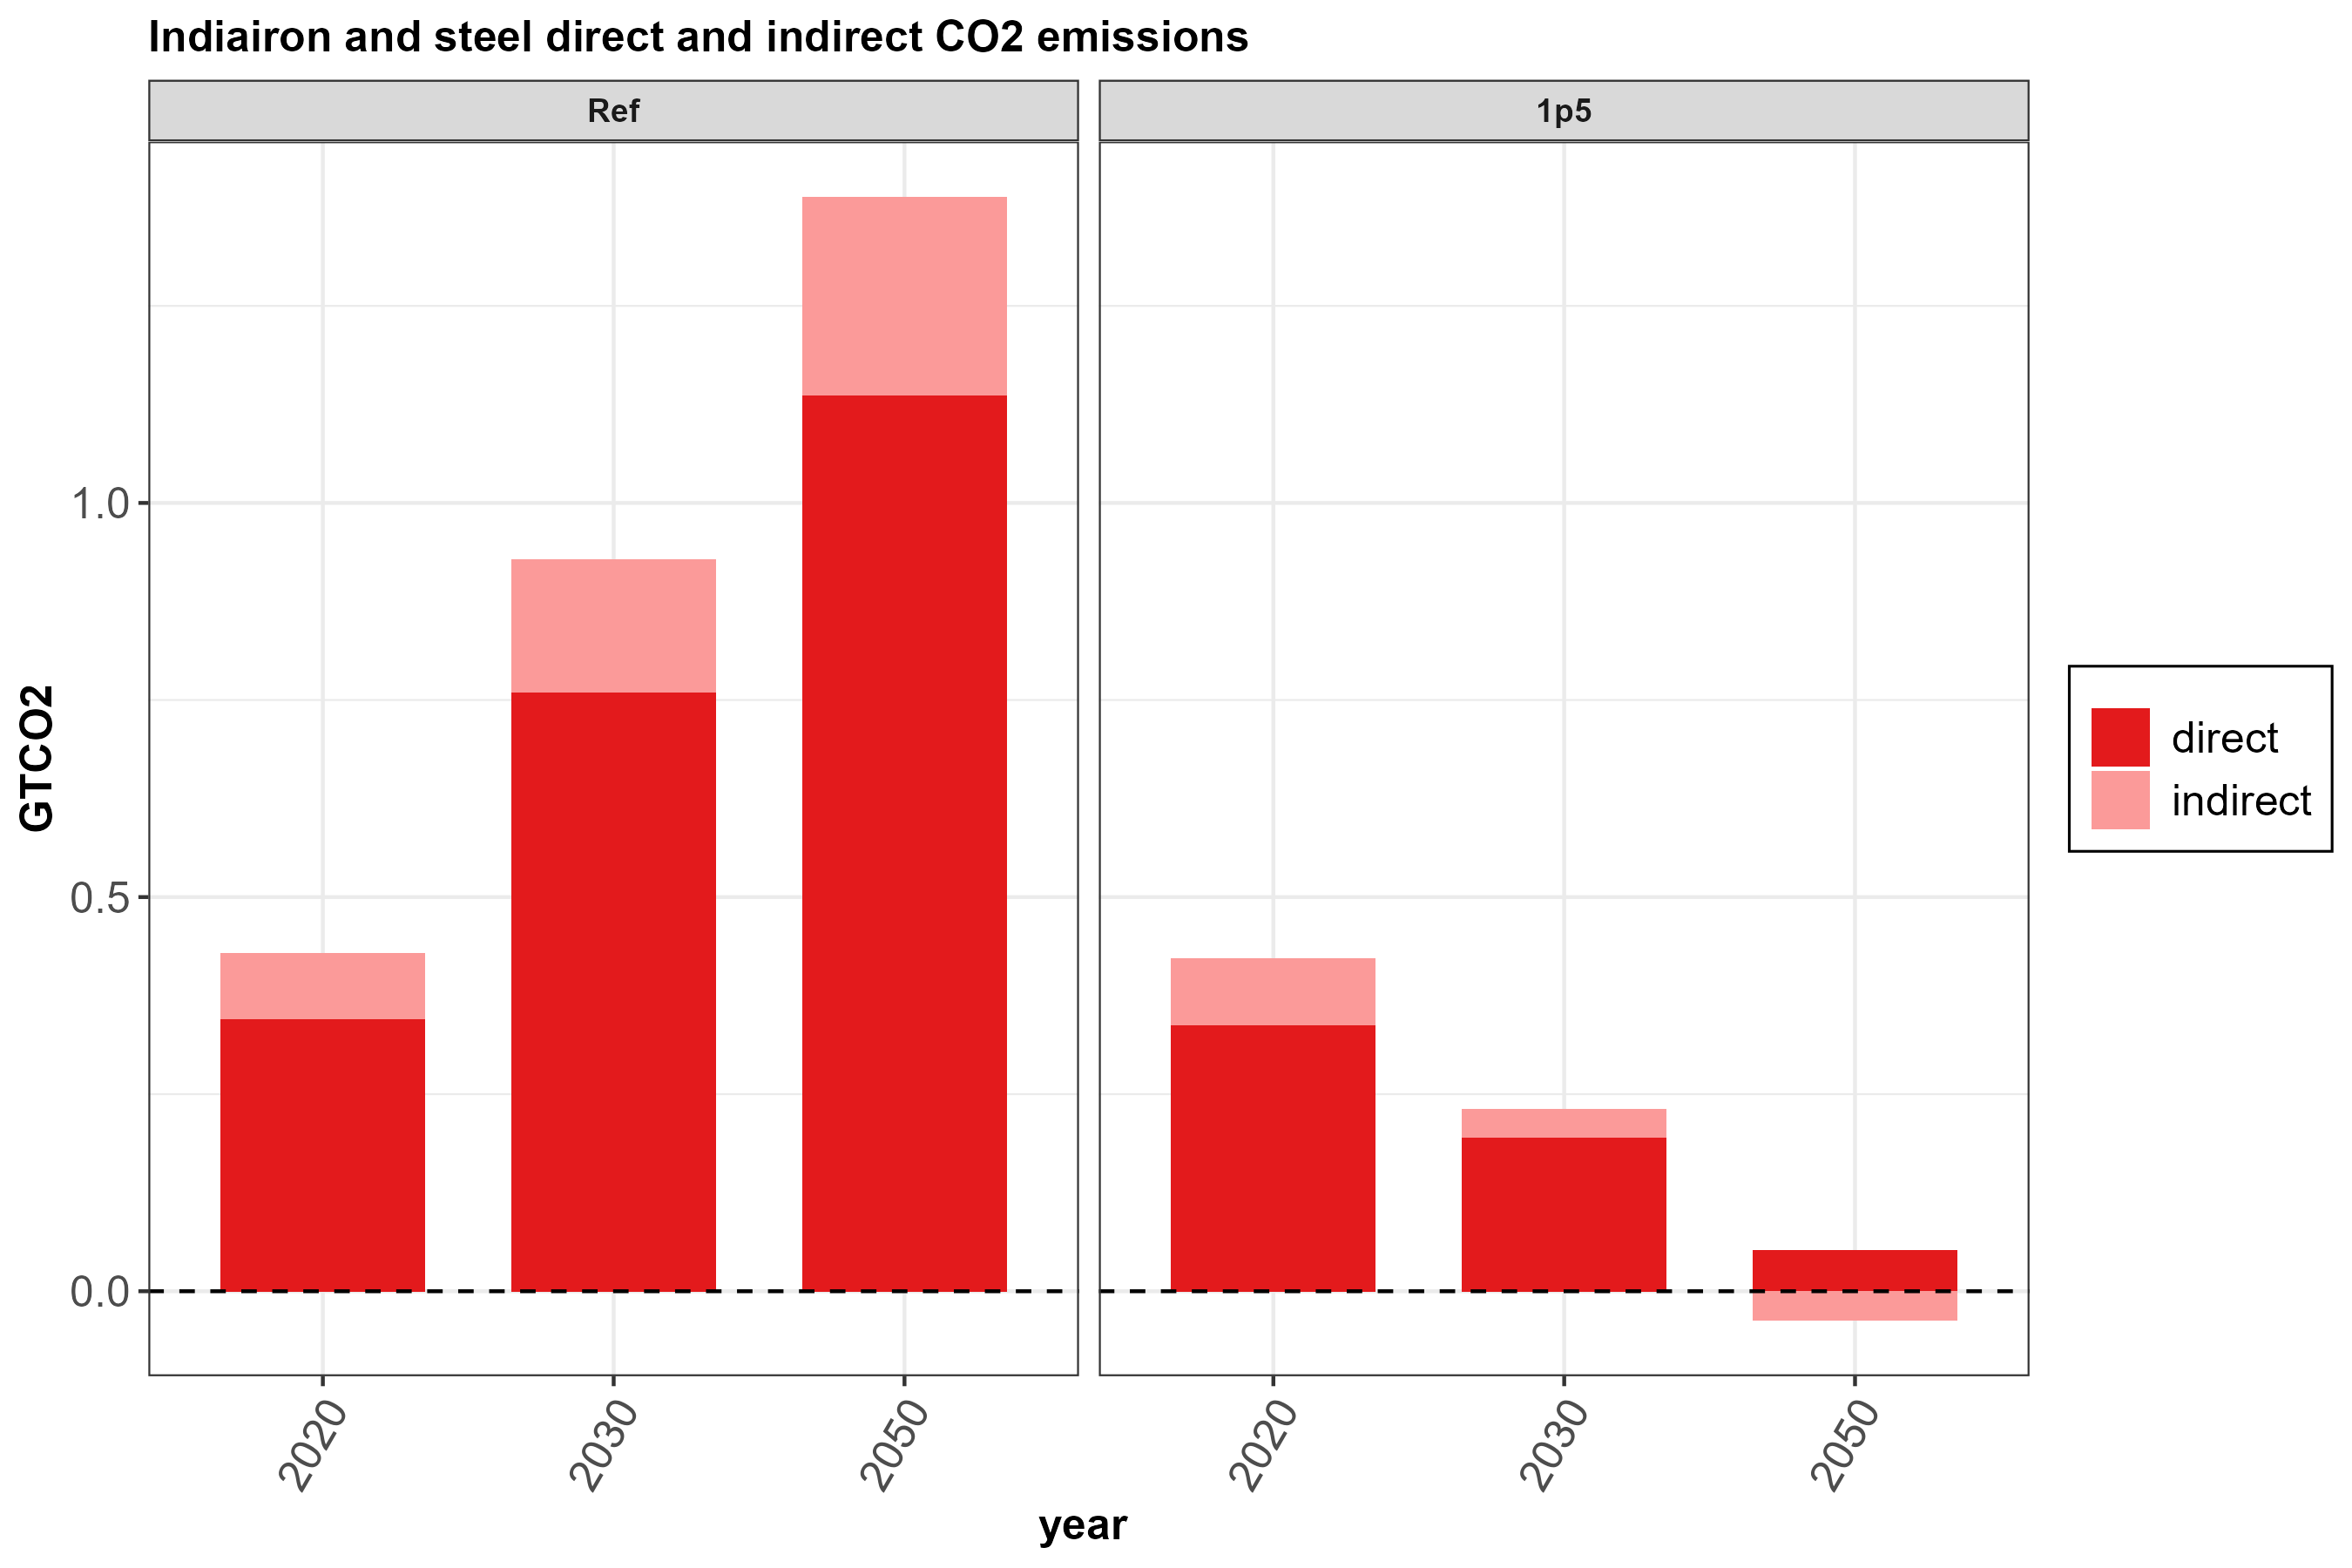 Indiairon and steel direct and indirect CO2 emissions
Ref
1p5
GTCO2
1.0
0.5
0.0
2020
2030
2050
2020
2030
2050
year
direct
indirect